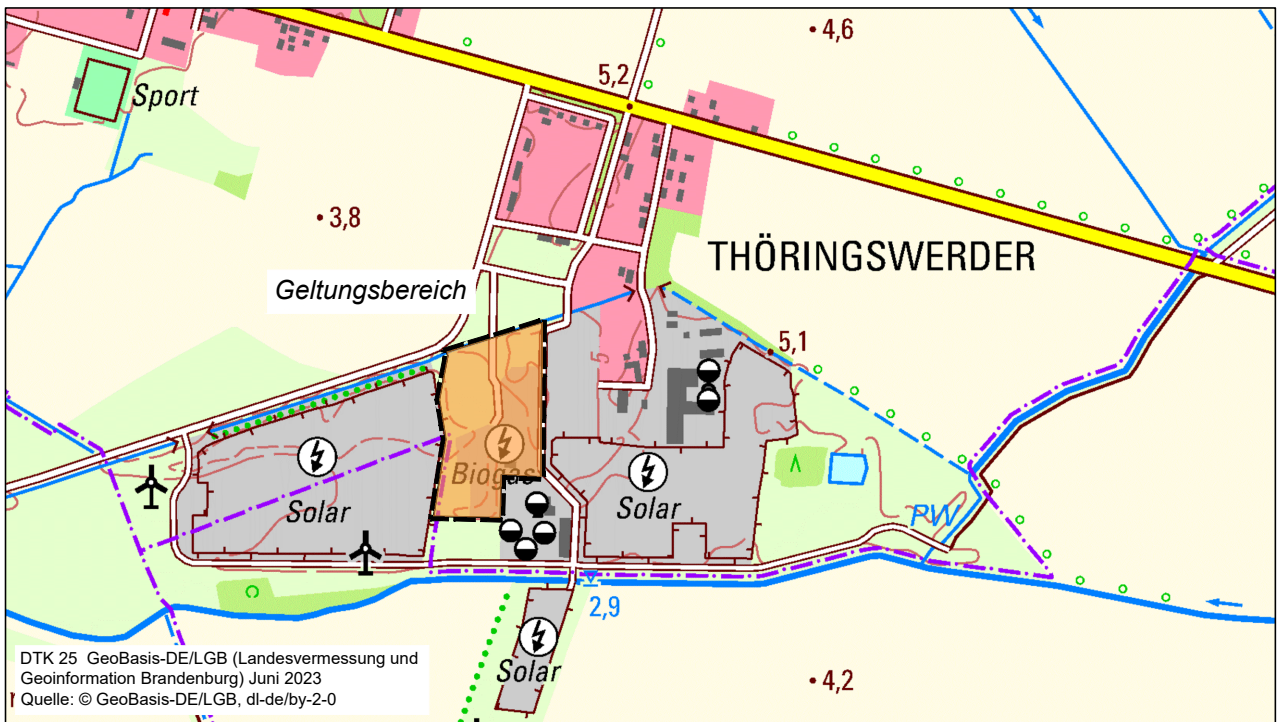 4,6
5,2
Sport
3,8
THÖRINGSWERDER
Geltungsbereich
5
5,1
Biogas
Solar
Solar
PW
2,9
Solar
4,2
DTK 25 GeoBasis-DE/LGB (Landesvermessung und
Geoinformation Brandenburg) Juni 2023
Quelle: © GeoBasis-DE/LGB, dl-de/by-2-0